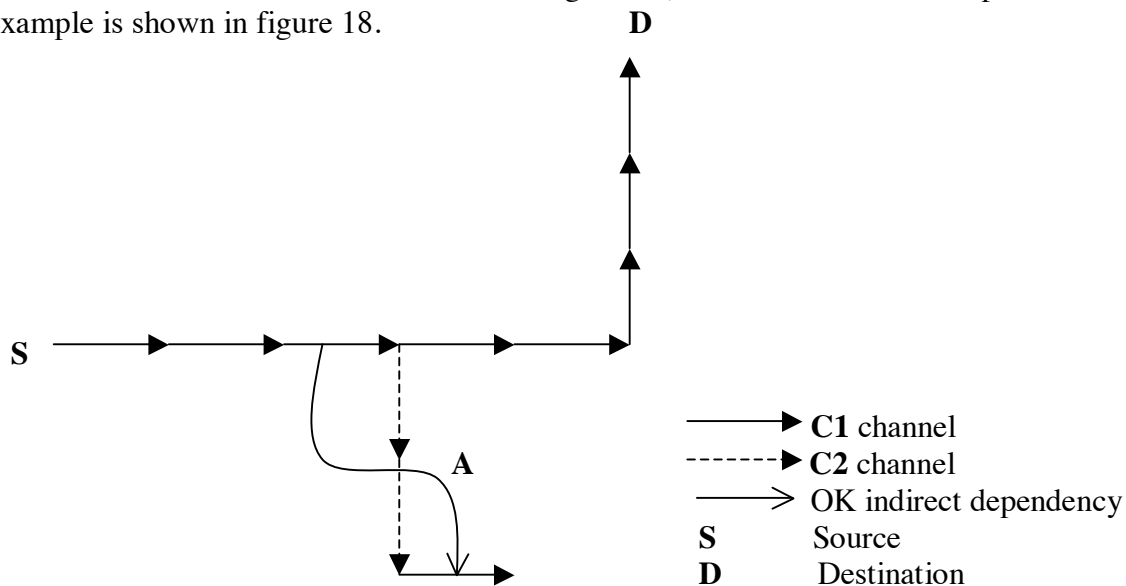 xample is shown in figure 18.
D
S
A
C1 channel
C2 channel
OK indirect dependency
S Source
D Destination